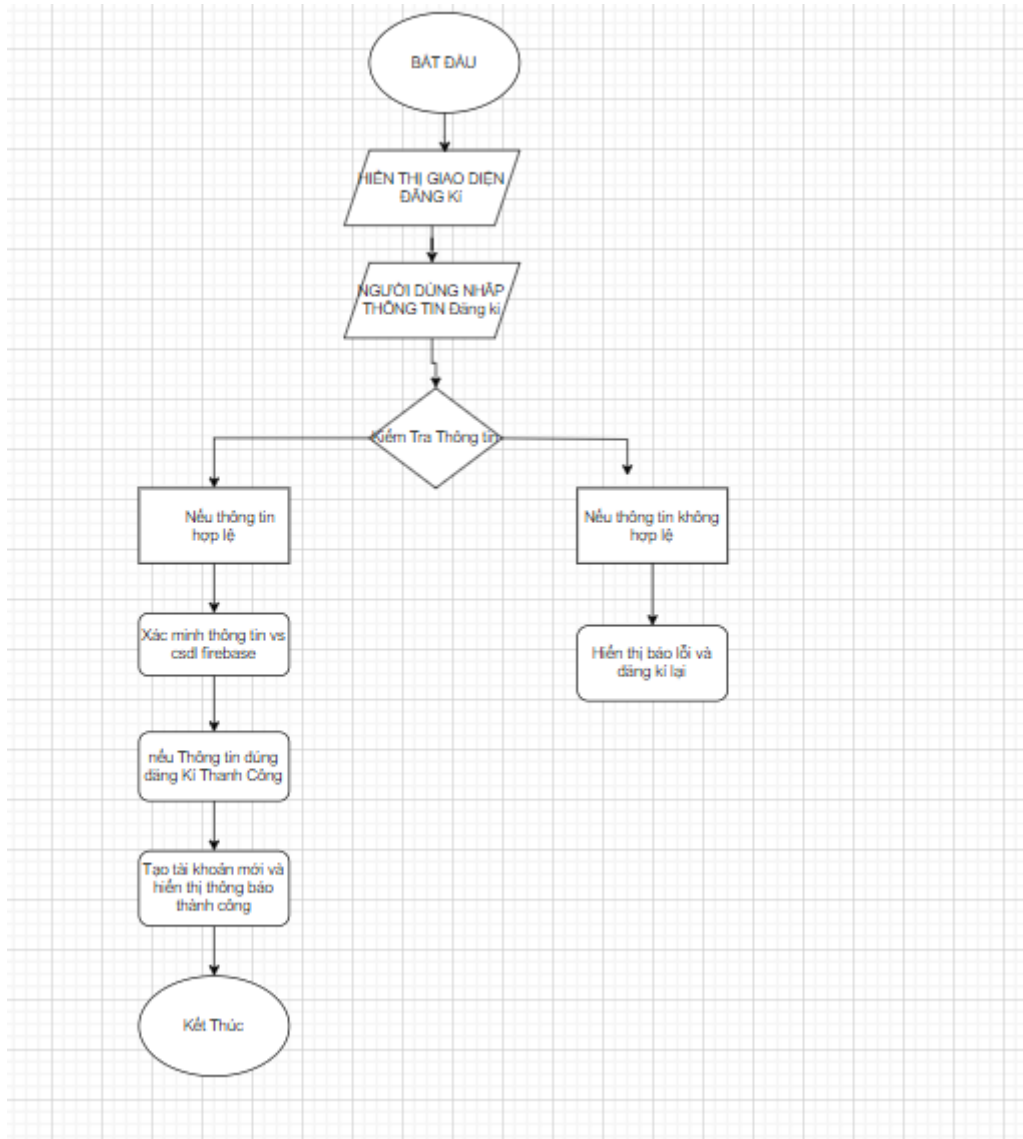 BẮT ĐẦU
HIỂN THỊ GIAO DIỆN
ĐĂNG Kí
NGƯỜI DÙNG NHẬP
THÔNG TIN Đăng kí
Kiểm Tra Thông tin
Nếu thông tin
hợp lệ
Nếu thông tin không
hợp lệ
Xác minh thông tin vs
csdl firebase
Hiển thị báo lỗi và
đăng kí lại
nếu Thông tin đúng
đăng Kí Thanh Công
Tạo tài khoản mới và
hiển thị thông báo
thành công
Kết Thúc